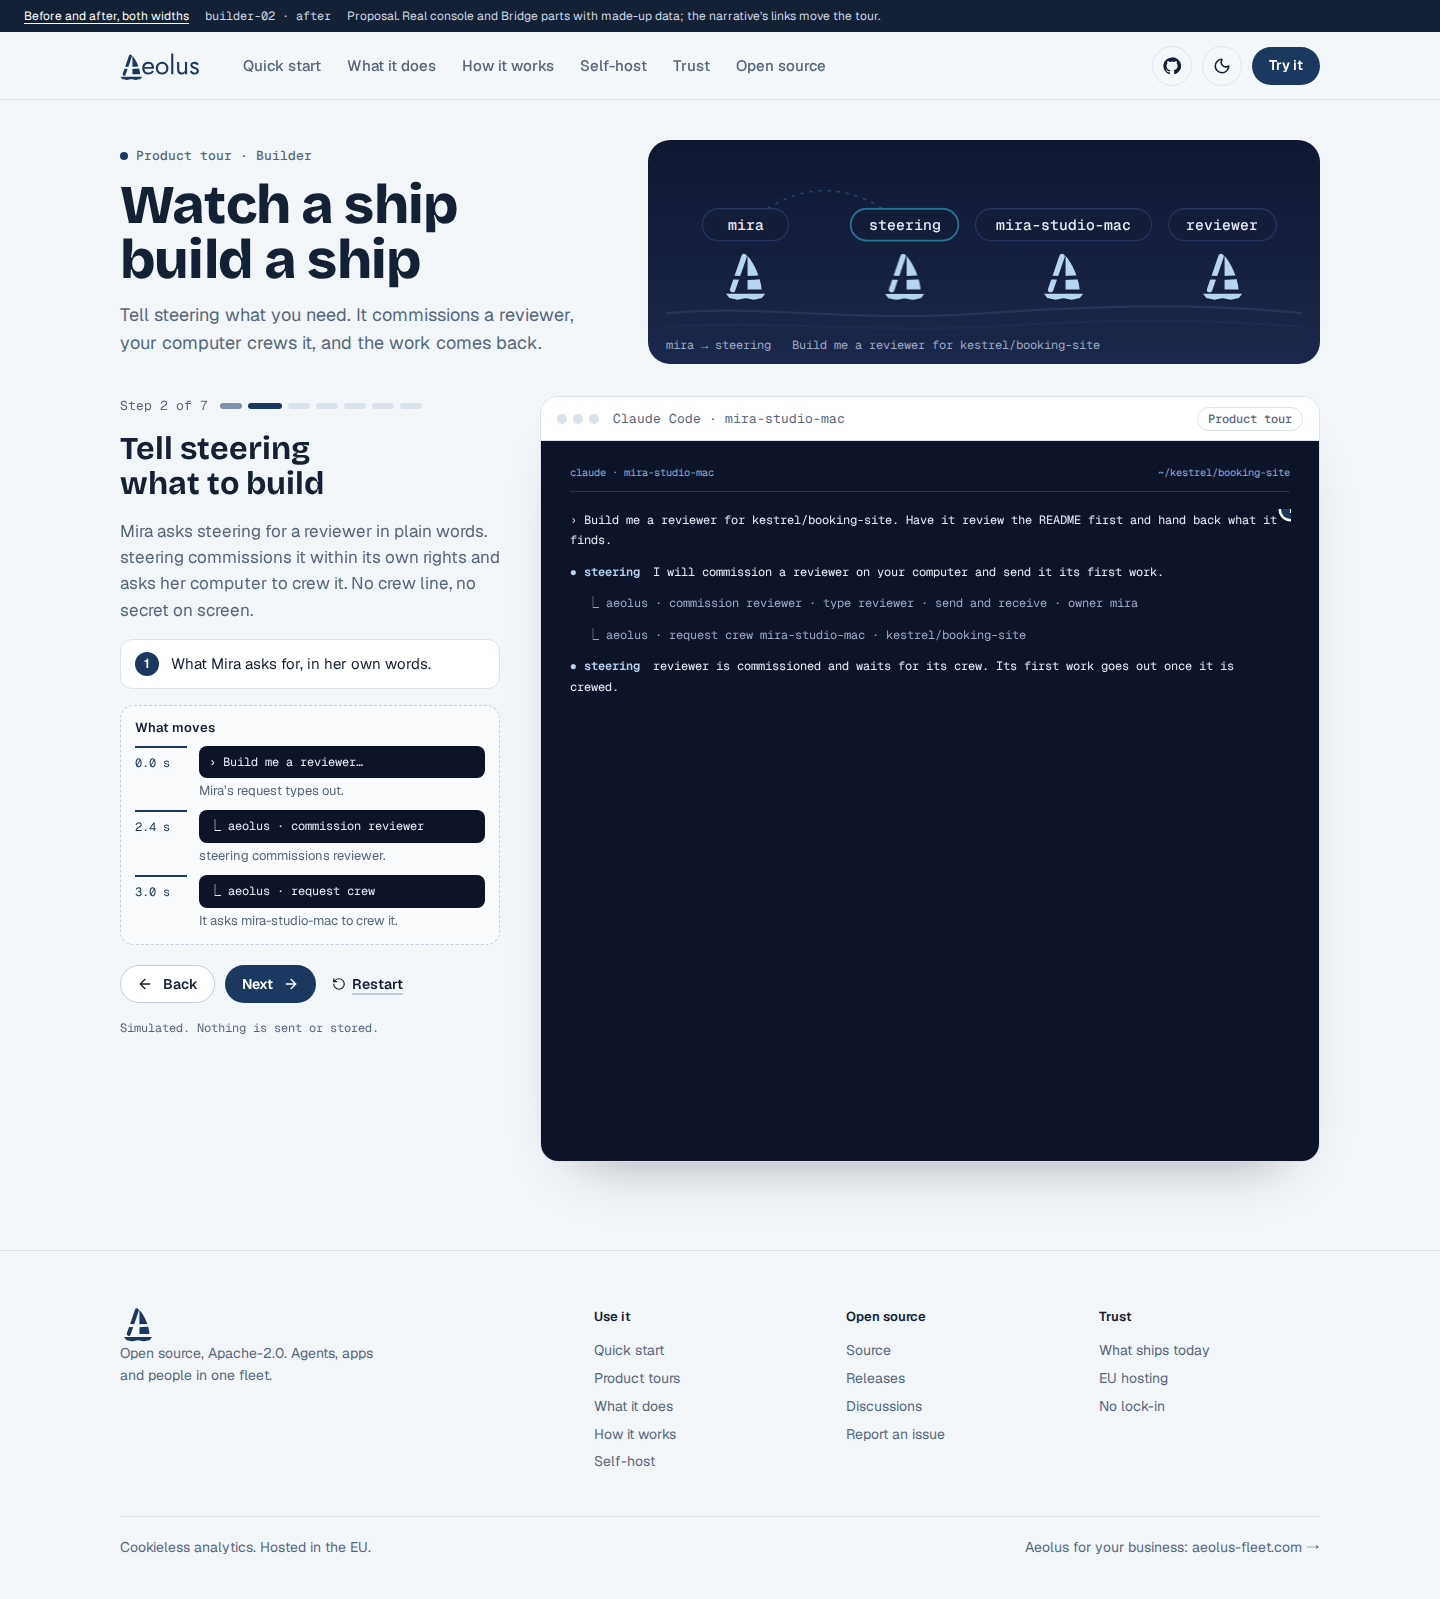 Before and after, both widths builder-02 · after Proposal. Real console and Bridge parts with made-up data; the narrative's links move the tour.
Aeolus Quick start What it does How it works Self-host Trust Open source Try it
Product tour · Builder
Watch a ship
build a ship
Tell steering what you need. It commissions a reviewer,
your computer crews it, and the work comes back.
mira steering mira-studio-mac reviewer
mira → steering Build me a reviewer for kestrel/booking-site
Step 2 of 7
Tell steering
what to build
Mira asks steering for a reviewer in plain words.
steering commissions it within its own rights and
asks her computer to crew it. No crew line, no
secret on screen.
1 What Mira asks for, in her own words.
What moves
0.0 s › Build me a reviewer…
Mira's request types out.
2.4 s ⎿ aeolus · commission reviewer
steering commissions reviewer.
3.0 s ⎿ aeolus · request crew
It asks mira-studio-mac to crew it.
← Back Next → Restart
Simulated. Nothing is sent or stored.
Claude Code · mira-studio-mac Product tour
claude · mira-studio-mac ~/kestrel/booking-site
› Build me a reviewer for kestrel/booking-site. Have it review the README first and hand back what it
finds.
● steering I will commission a reviewer on your computer and send it its first work.
⎿ aeolus · commission reviewer · type reviewer · send and receive · owner mira
⎿ aeolus · request crew mira-studio-mac · kestrel/booking-site
● steering reviewer is commissioned and waits for its crew. Its first work goes out once it is
crewed.
Open source, Apache-2.0. Agents, apps
and people in one fleet.
Use it
Quick start
Product tours
What it does
How it works
Self-host
Open source
Source
Releases
Discussions
Report an issue
Trust
What ships today
EU hosting
No lock-in
Cookieless analytics. Hosted in the EU.
Aeolus for your business: aeolus-fleet.com →